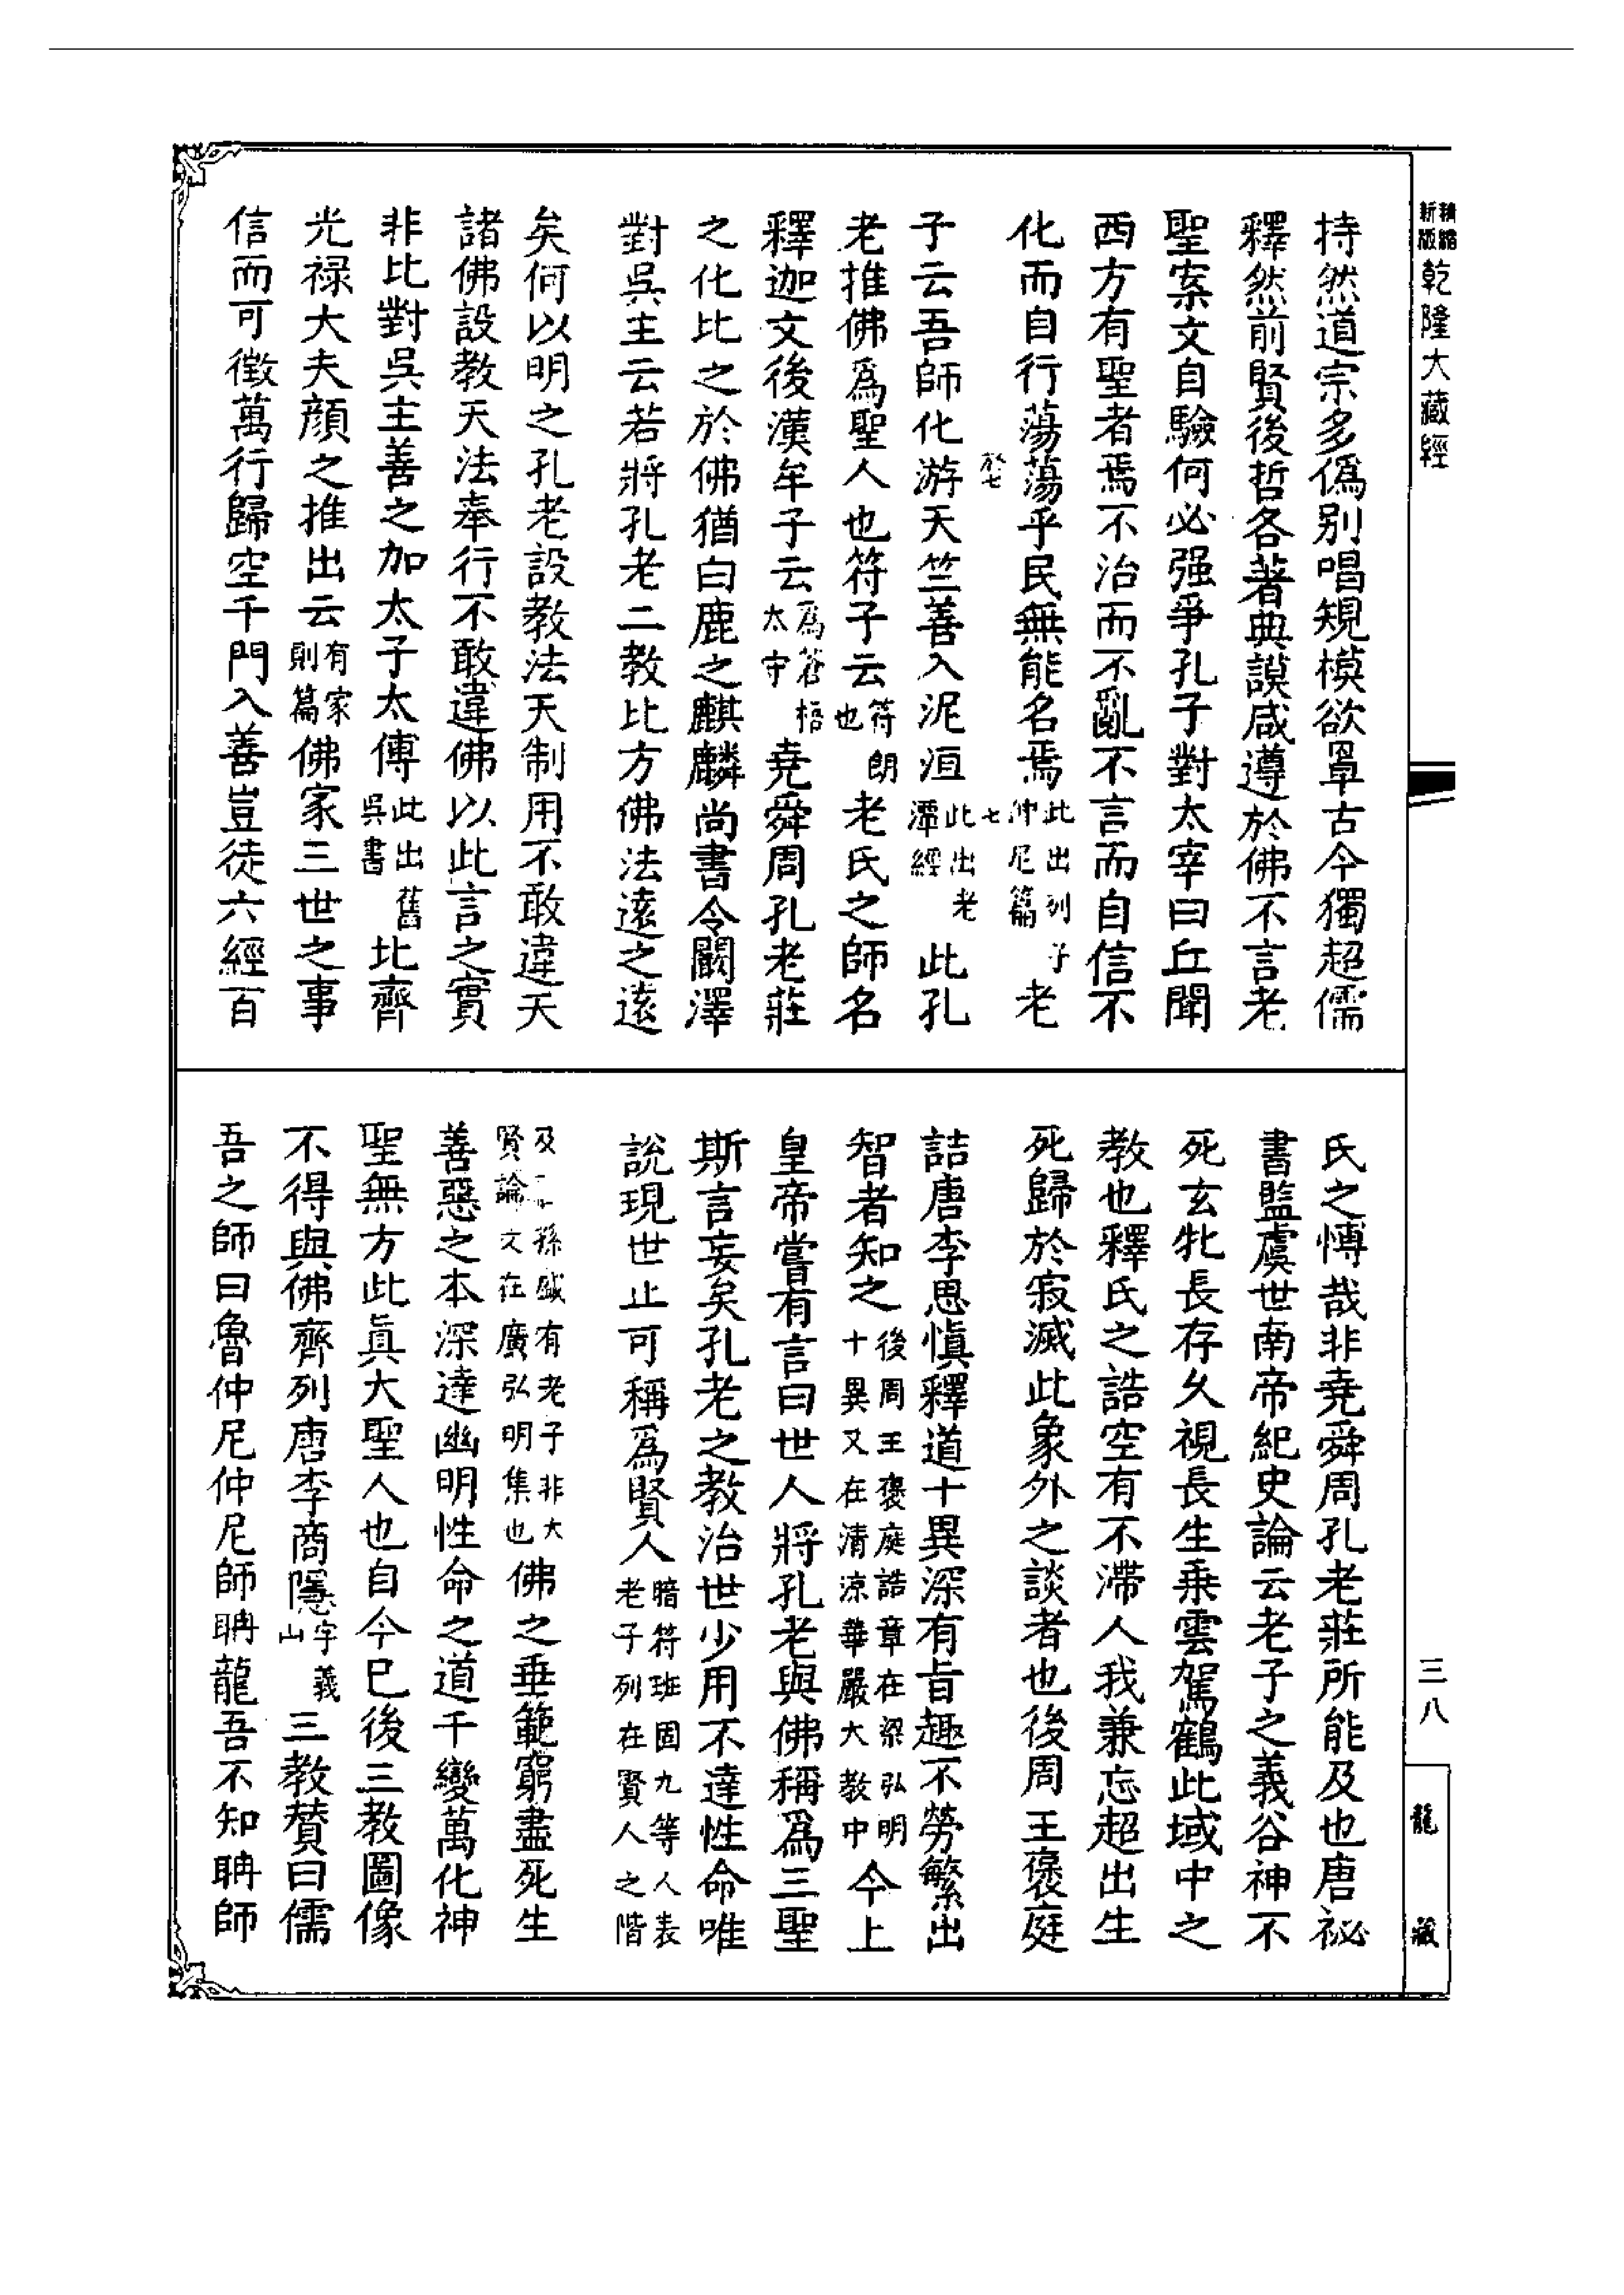 精縮新版乾隆大藏經
持然道宗多僞別唱規模欲罩古今獨超儒
釋然前賢後哲各著典謨咸遵於佛不言老
聖案文自驗何必强爭孔子對太宰曰丘聞
西方有聖者焉不治而不亂不言而自信不
化而自行蕩蕩乎民無能名焉此出列子仲尼篇老
子云吾師化游天竺善入泥洹此出老潭經此孔
老推佛爲聖人也符子云符朗也老氏之師名
釋迦文後漢牟子云爲蒼梧太守堯舜周孔老莊
之化比之於佛猶白鹿之麒麟尚書令闞澤
對吳主云若將孔老二教比方佛法遠之遠
矣何以明之孔老設教法天制用不敢違天
諸佛設教天法奉行不敢違佛以此言之實
非比對吳主善之加太子太傅此出舊吳書北齊
光祿大夫顏之推出云有家則篇佛家三世之事
信而可徵萬行歸空千門入善豈徒六經百
氏之愽哉非堯舜周孔老莊所能及也唐祕
書監虞世南帝紀史論云老子之義谷神不
死玄牝長存久視長生乘雲駕鶴此域中之
教也釋氏之誥空有不滯人我兼忘超出生
死歸於寂滅此象外之談者也後周王褒庭
誥唐李思愼釋道十異深有旨趣不勞繁出
智者知之後周王褒庭誥章在梁弘明十異又在清涼華嚴大教中今上
皇帝嘗有言曰世人將孔老與佛稱爲三聖
斯言妄矣孔老之教治世少用不達性命唯
說現世止可稱爲賢人暗符班固九等人表老子列在賢人之階
及孫盛有老子非大賢論文在廣弘明集也佛之垂範窮盡死生
善惡之本深達幽明性命之道千變萬化神
聖無方此眞大聖人也自今已後三教圖像
不得與佛齊列唐李商隱字義山三教贊曰儒
吾之師曰魯仲尼仲尼師聃龍吾不知聃師
三八
龍藏